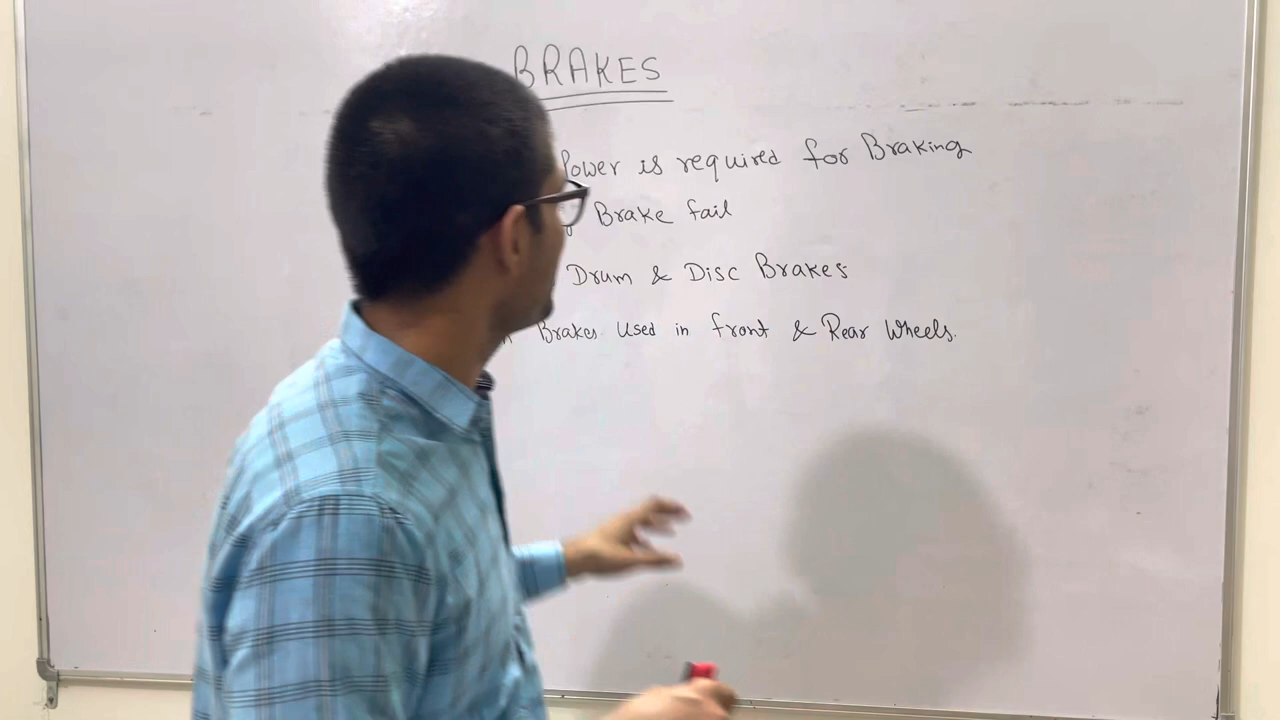 BRAKES
Power is required for Braking
Brake fail
Drum & Disc Brakes
Brakes Used in front & Rear Wheels.